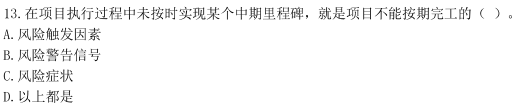 13.在项目执行过程中未按时实现某个中期里程碑，就是项目不能按期完工的（ ）。
A.风险触发因素
B.风险警告信号
C.风险症状
D.以上都是